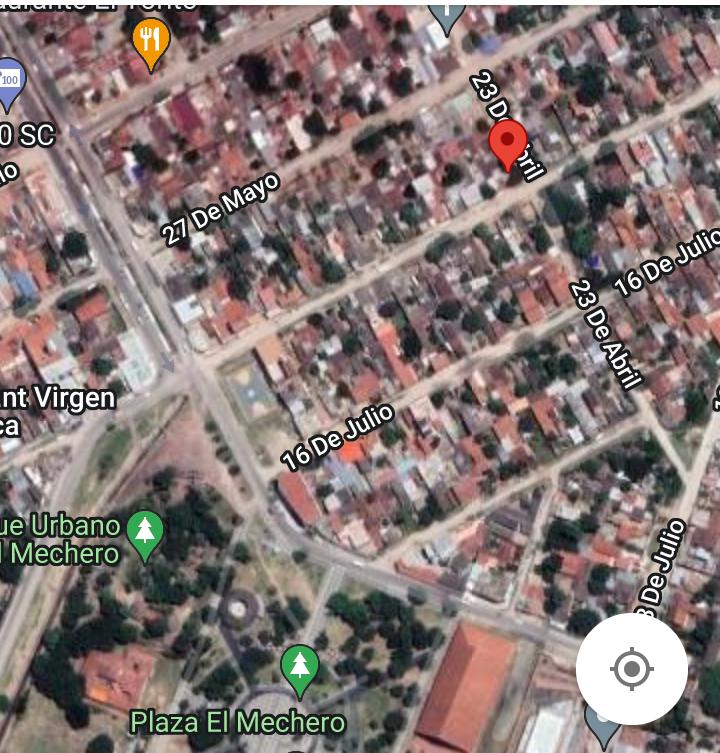 100
0 SC
27 De Mayo
23 De Abril
16 De Julio
23 De Abril
nt Virgen
ca
16 De Julio
ue Urbano
l Mechero
De Julio
Plaza El Mechero